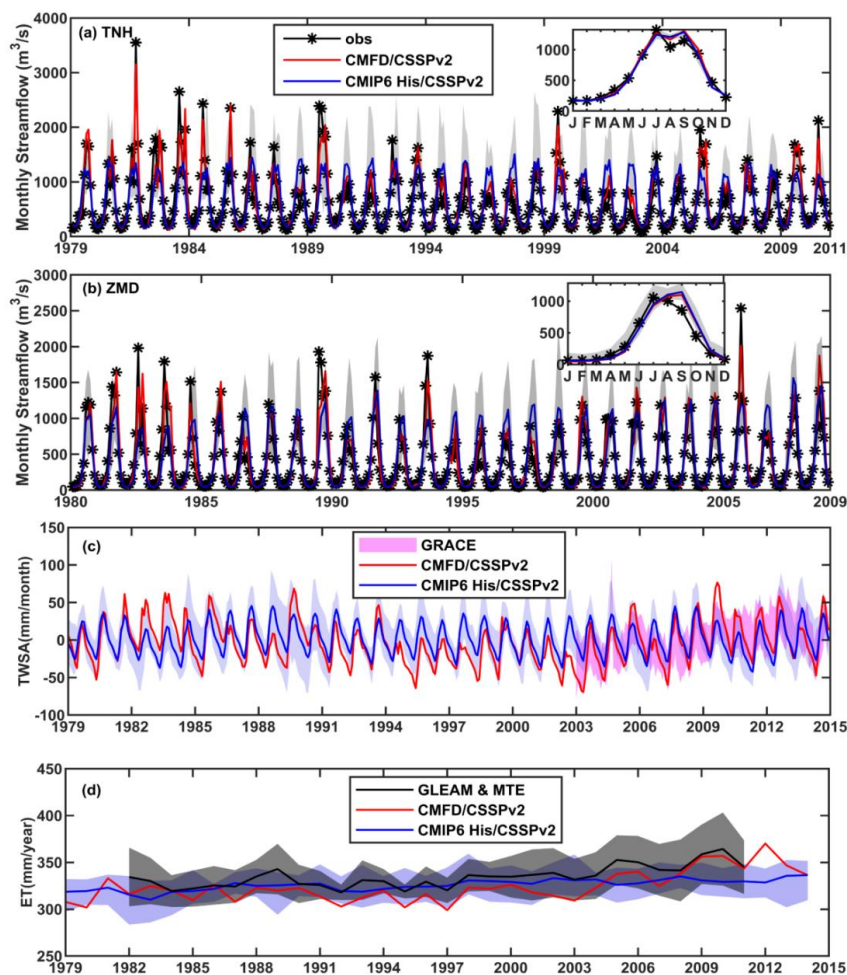 (a) TNH
obs
CMFD/CSSPv2
CMIP6 His/CSSPv2
Monthly Streamflow (m³/s)
4000
3000
2000
1000
0
1000
500
0
J F M A M J J A S O N D
1979 1984 1989 1994 1999 2004 2009 2011
(b) ZMD
Monthly Streamflow (m³/s)
3000
2500
2000
1500
1000
500
0
1000
500
0
J F M A M J J A S O N D
1980 1985 1990 1995 2000 2005 2009
(c)
GRACE
CMFD/CSSPv2
CMIP6 His/CSSPv2
TWSA(mm/month)
150
100
50
0
-50
-100
1979 1982 1985 1988 1991 1994 1997 2000 2003 2006 2009 2012 2015
(d)
GLEAM & MTE
CMFD/CSSPv2
CMIP6 His/CSSPv2
ET(mm/year)
450
400
350
300
250
1979 1982 1985 1988 1991 1994 1997 2000 2003 2006 2009 2012 2015